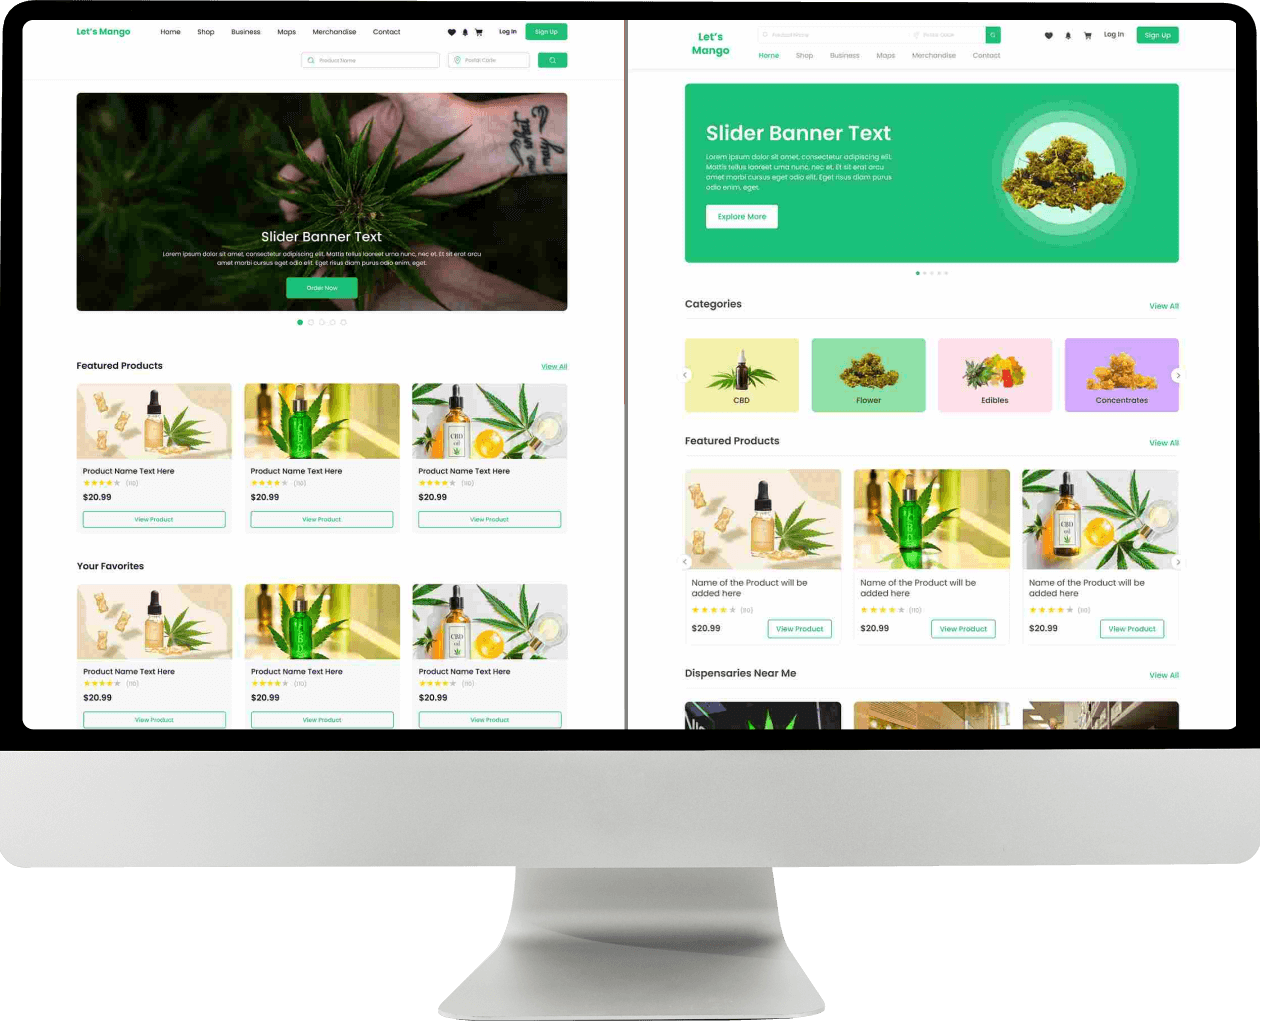 Let's Mango
Home Shop Business Maps Merchandise Contact
Log In Sign Up
Product Name
Postal Code
Slider Banner Text
Lorem ipsum dolor sit amet, consectetur adipiscing elit. Mattis tellus laoreet urna nunc, nec et. Et sit erat arcu
amet morbi cursus eget odio elit. Eget risus diam purus odio enim, eget.
Order Now
Featured Products
View All
Product Name Text Here
(110)
$20.99
View Product
Product Name Text Here
(110)
$20.99
View Product
Product Name Text Here
CBD
oil
(110)
$20.99
View Product
Your Favorites
Product Name Text Here
(110)
$20.99
View Product
Product Name Text Here
(110)
$20.99
View Product
CBD
oil
Product Name Text Here
(110)
$20.99
View Product
Let's
Mango
Product Name
Postal Code
Log In Sign Up
Home Shop Business Maps Merchandise Contact
Slider Banner Text
Lorem ipsum dolor sit amet, consectetur adipiscing elit.
Mattis tellus laoreet urna nunc, nec et. Et sit erat arcu
amet morbi cursus eget odio elit. Eget risus diam purus
odio enim, eget.
Explore More
Categories
View All
CBD
Flower
Edibles
Concentrates
Featured Products
View All
Name of the Product will be
added here
$20.99
View Product
CBD
Name of the Product will be
added here
(110)
$20.99
View Product
CBD
oil
Name of the Product will be
added here
$20.99
View Product
Dispensaries Near Me
View All